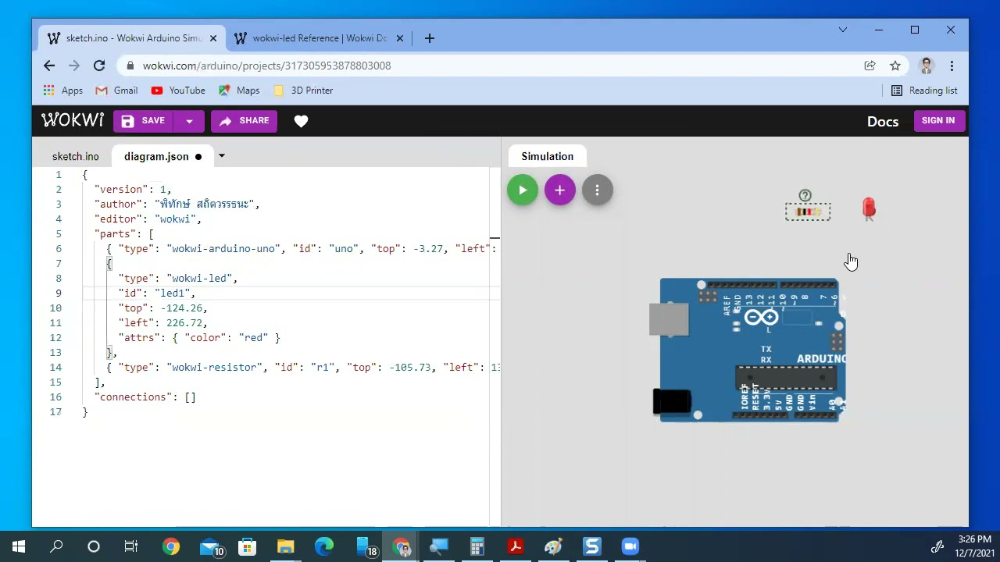 sketch.ino - Wokwi Arduino Simu
wokwi-led Reference | Wokwi Do
wokwi.com/arduino/projects/317305953878803008
Apps
Gmail
YouTube
Maps
3D Printer
Reading list
WOKWI
SAVE
SHARE
Docs
SIGN IN
sketch.ino
diagram.json
Simulation
1 {
2 "version": 1,
3 "author": "พิทักษ์ สถิตวรรธนะ",
4 "editor": "wokwi",
5 "parts": [
6 { "type": "wokwi-arduino-uno", "id": "uno", "top": -3.27, "left":
7 {
8 "type": "wokwi-led",
9 "id": "led1",
10 "top": -124.26,
11 "left": 226.72,
12 "attrs": { "color": "red" }
13 },
14 { "type": "wokwi-resistor", "id": "r1", "top": -105.73, "left": 13
15 ],
16 "connections": []
17 }
AREF
GND
13
12
~11
~10
~9
8
7
~6
L
TX
RX
ARDUINO
IOREF
RESET
3.3V
5V
GND
GND
Vin
A0
A1
10
18
3:26 PM
12/7/2021